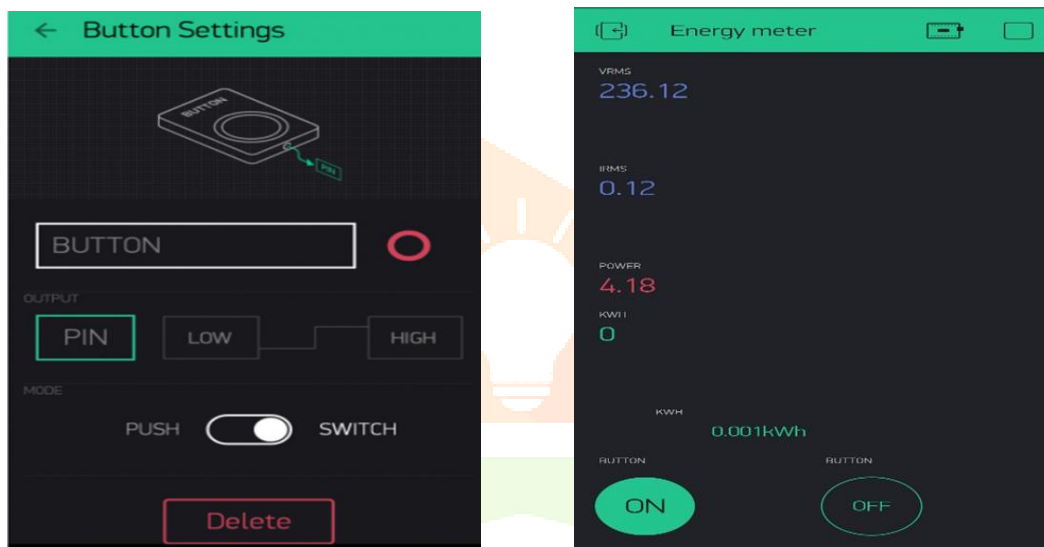 Button Settings
BUTTON
PIN
BUTTON
OUTPUT
PIN LOW HIGH
MODE
PUSH SWITCH
Delete
Energy meter
VRMS
236.12
IRMS
0.12
POWER
4.18
KWH
0
KWH
0.001kWh
BUTTON BUTTON
ON OFF